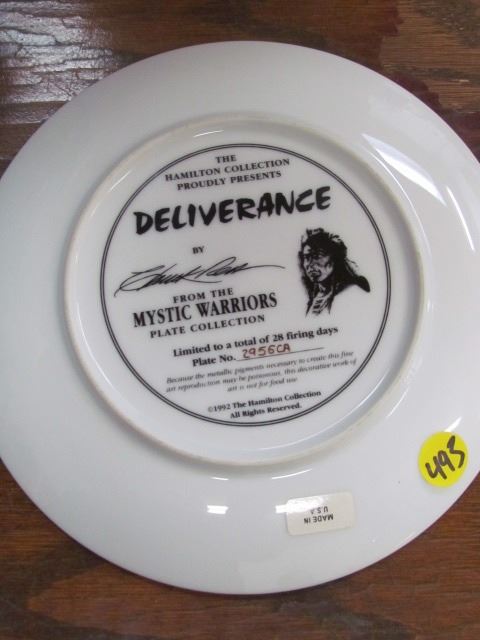 THE
HAMILTON COLLECTION
PROUDLY PRESENTS
DELIVERANCE
BY
FROM THE
MYSTIC WARRIORS
PLATE COLLECTION
Limited to a total of 28 firing days
Plate No. 2956CA
Because the metallic pigments necessary to create this fine
art reproduction may be poisonous, this decorative work of
art is not for food use
©1992 The Hamilton Collection
All Rights Reserved.
493
MADE IN
U.S.A